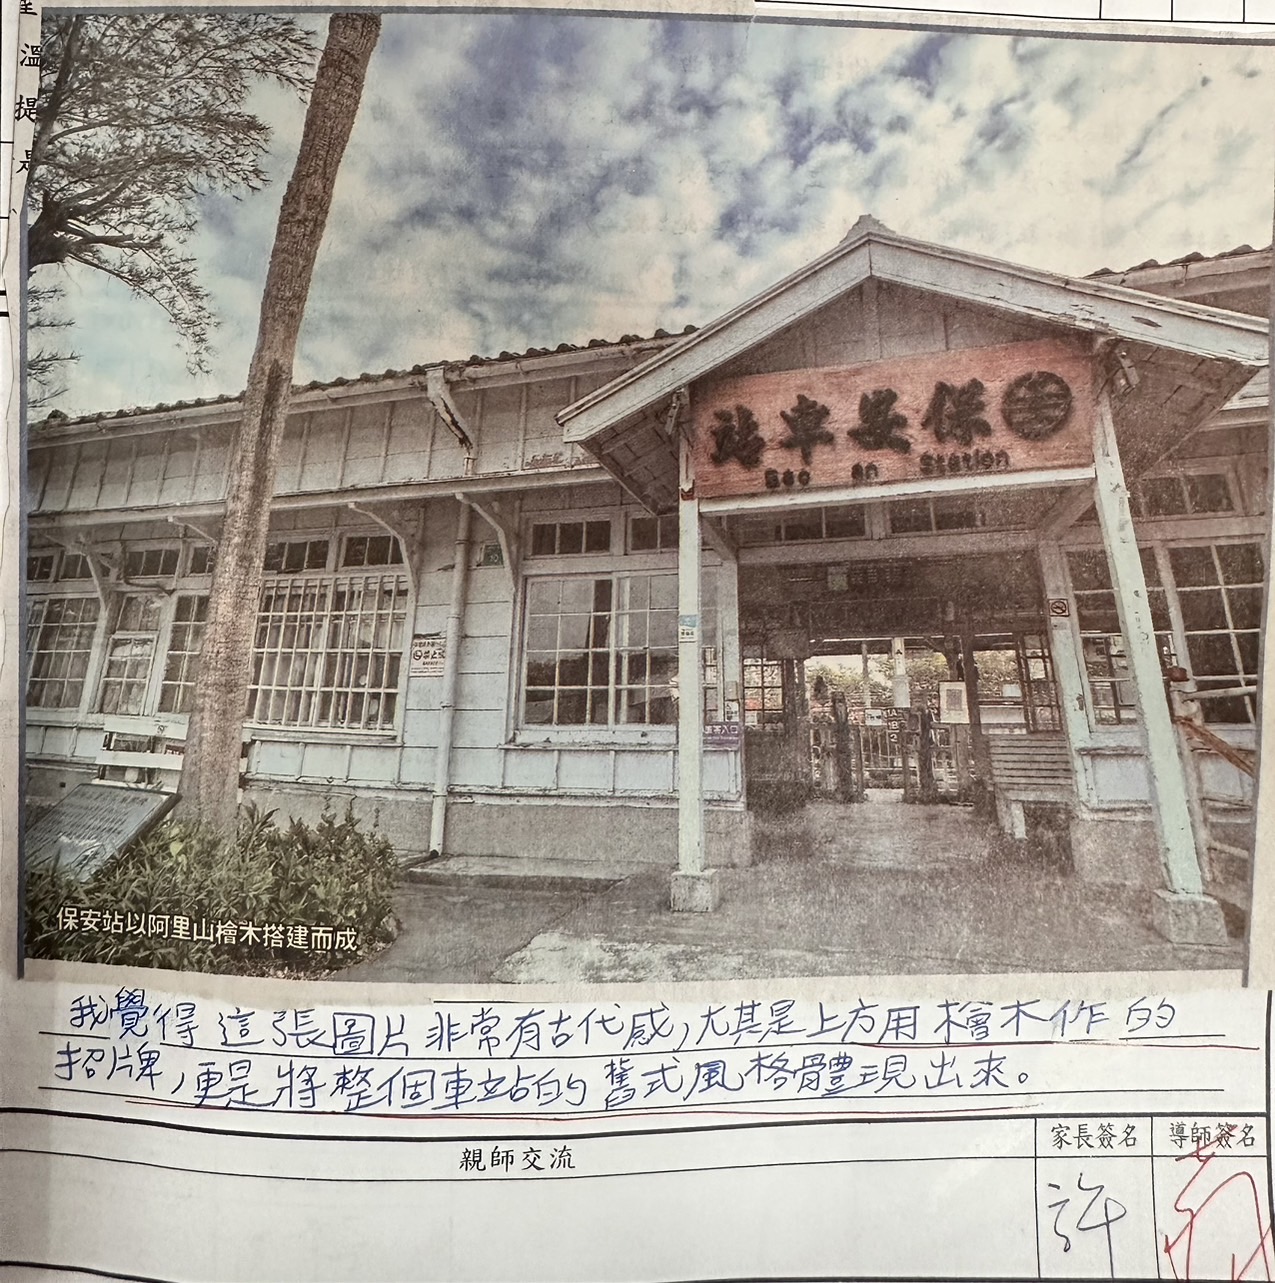 溫
提
保安車站
Bao an Station
保安站以阿里山檜木搭建而成。
我覺得這張圖片非常有古代感,尤其是上方用檜木作的
招牌,更是將整個車站的舊式風格體現出來。
親師交流
家長簽名
導師簽名
許